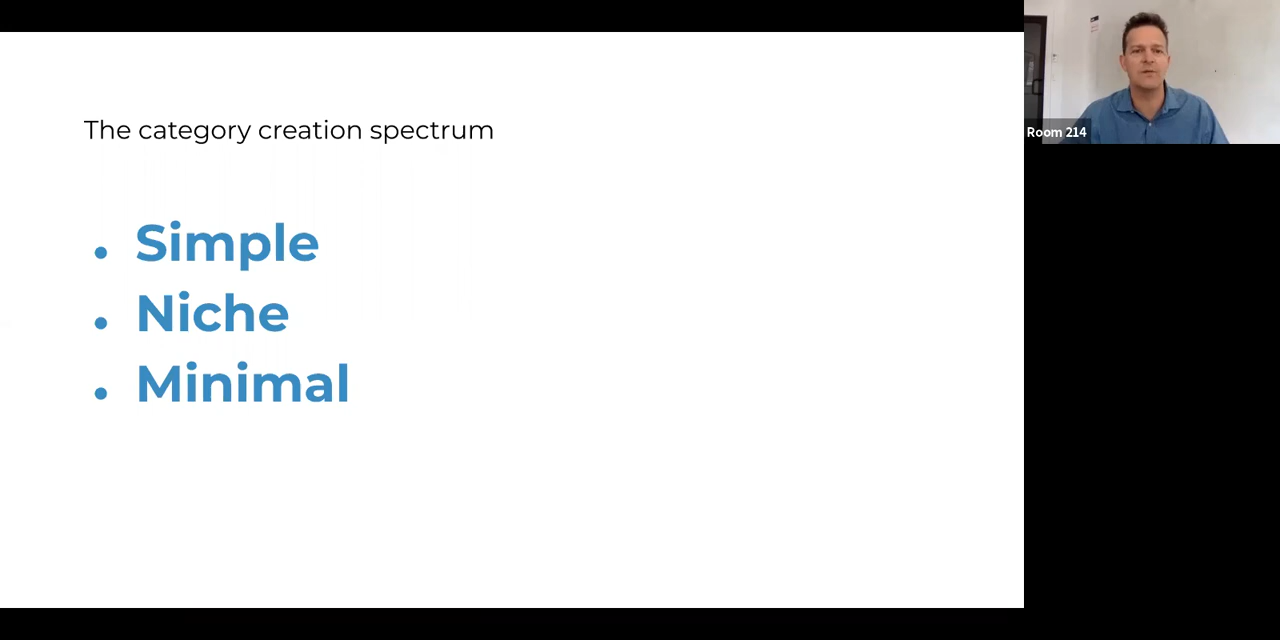 The category creation spectrum
• Simple
• Niche
• Minimal
Room 214